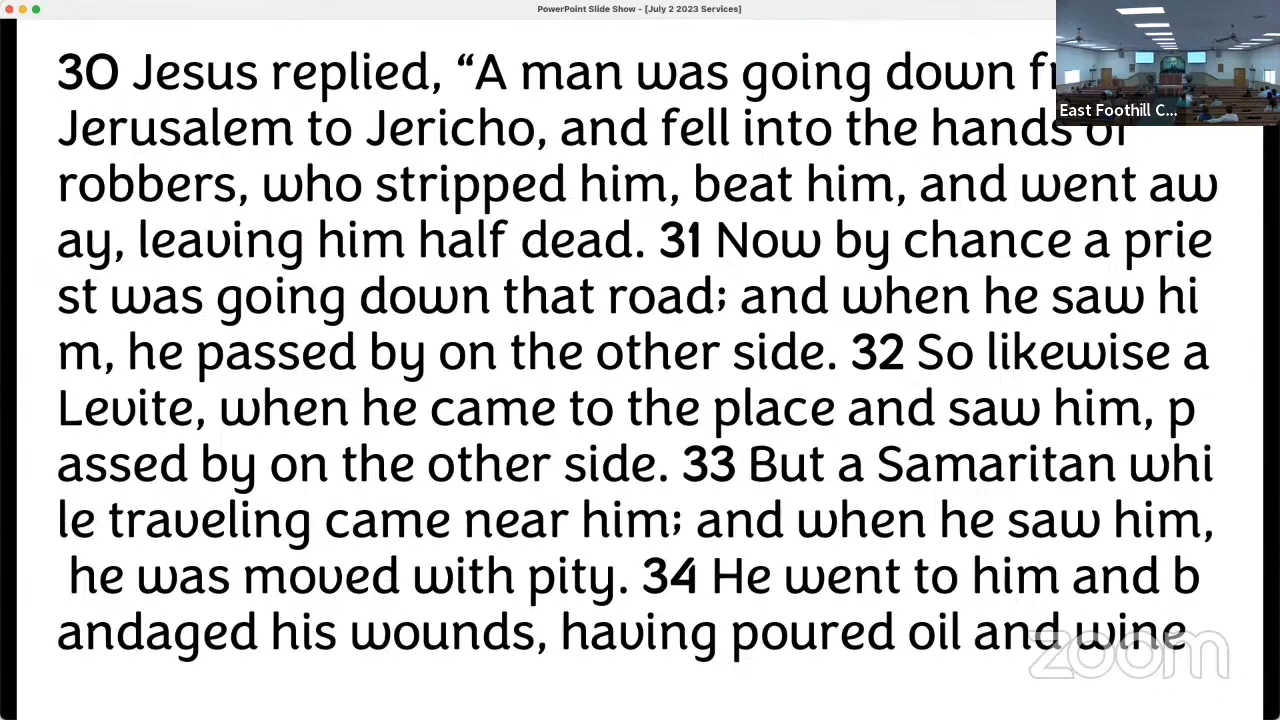 PowerPoint Slide Show - [July 2 2023 Services]
30 Jesus replied, “A man was going down
East Foothill C...
Jerusalem to Jericho, and fell into the hands of
robbers, who stripped him, beat him, and went aw
ay, leaving him half dead. 31 Now by chance a prie
st was going down that road; and when he saw hi
m, he passed by on the other side. 32 So likewise a
Levite, when he came to the place and saw him, p
assed by on the other side. 33 But a Samaritan whi
le traveling came near him; and when he saw him,
he was moved with pity. 34 He went to him and b
andaged his wounds, having poured oil and wine
zoom